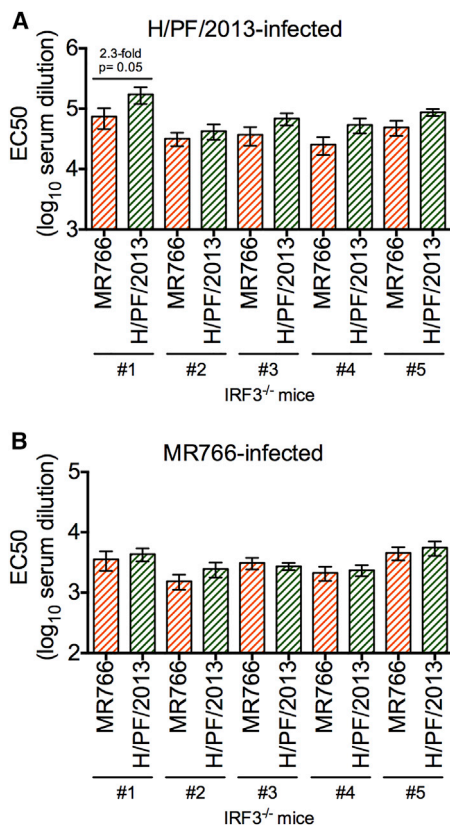 A
H/PF/2013-infected
2.3-fold
p= 0.05
EC50
(log10 serum dilution)
5
4
3
MR766
H/PF/2013
MR766
H/PF/2013
MR766
H/PF/2013
MR766
H/PF/2013
MR766
H/PF/2013
#1 #2 #3 #4 #5
IRF3-/- mice
B
MR766-infected
EC50
(log10 serum dilution)
5
4
3
2
MR766
H/PF/2013
MR766
H/PF/2013
MR766
H/PF/2013
MR766
H/PF/2013
MR766
H/PF/2013
#1 #2 #3 #4 #5
IRF3-/- mice